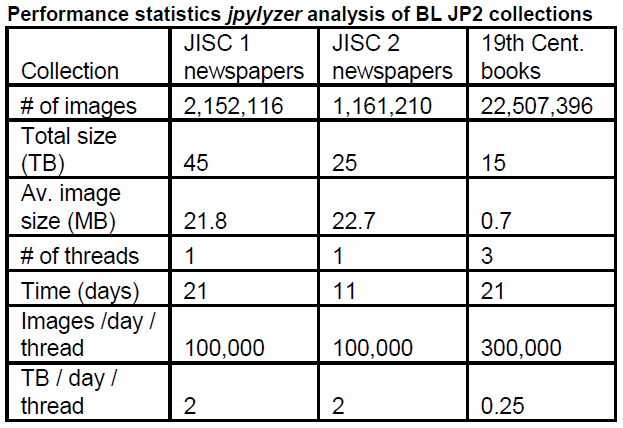 Performance statistics jpylyzer analysis of BL JP2 collections
Collection JISC 1 newspapers JISC 2 newspapers 19th Cent. books
# of images 2,152,116 1,161,210 22,507,396
Total size (TB) 45 25 15
Av. image size (MB) 21.8 22.7 0.7
# of threads 1 1 3
Time (days) 21 11 21
Images /day / thread 100,000 100,000 300,000
TB / day / thread 2 2 0.25